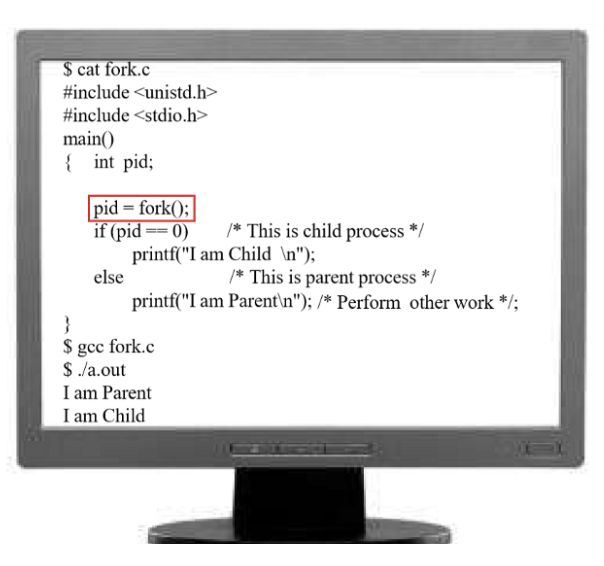 $ cat fork.c
#include <unistd.h>
#include <stdio.h>
main()
{ int pid;
pid = fork();
if (pid == 0) /* This is child process */
printf("I am Child \n");
else /* This is parent process */
printf("I am Parent\n"); /* Perform other work */;
}
$ gcc fork.c
$ ./a.out
I am Parent
I am Child